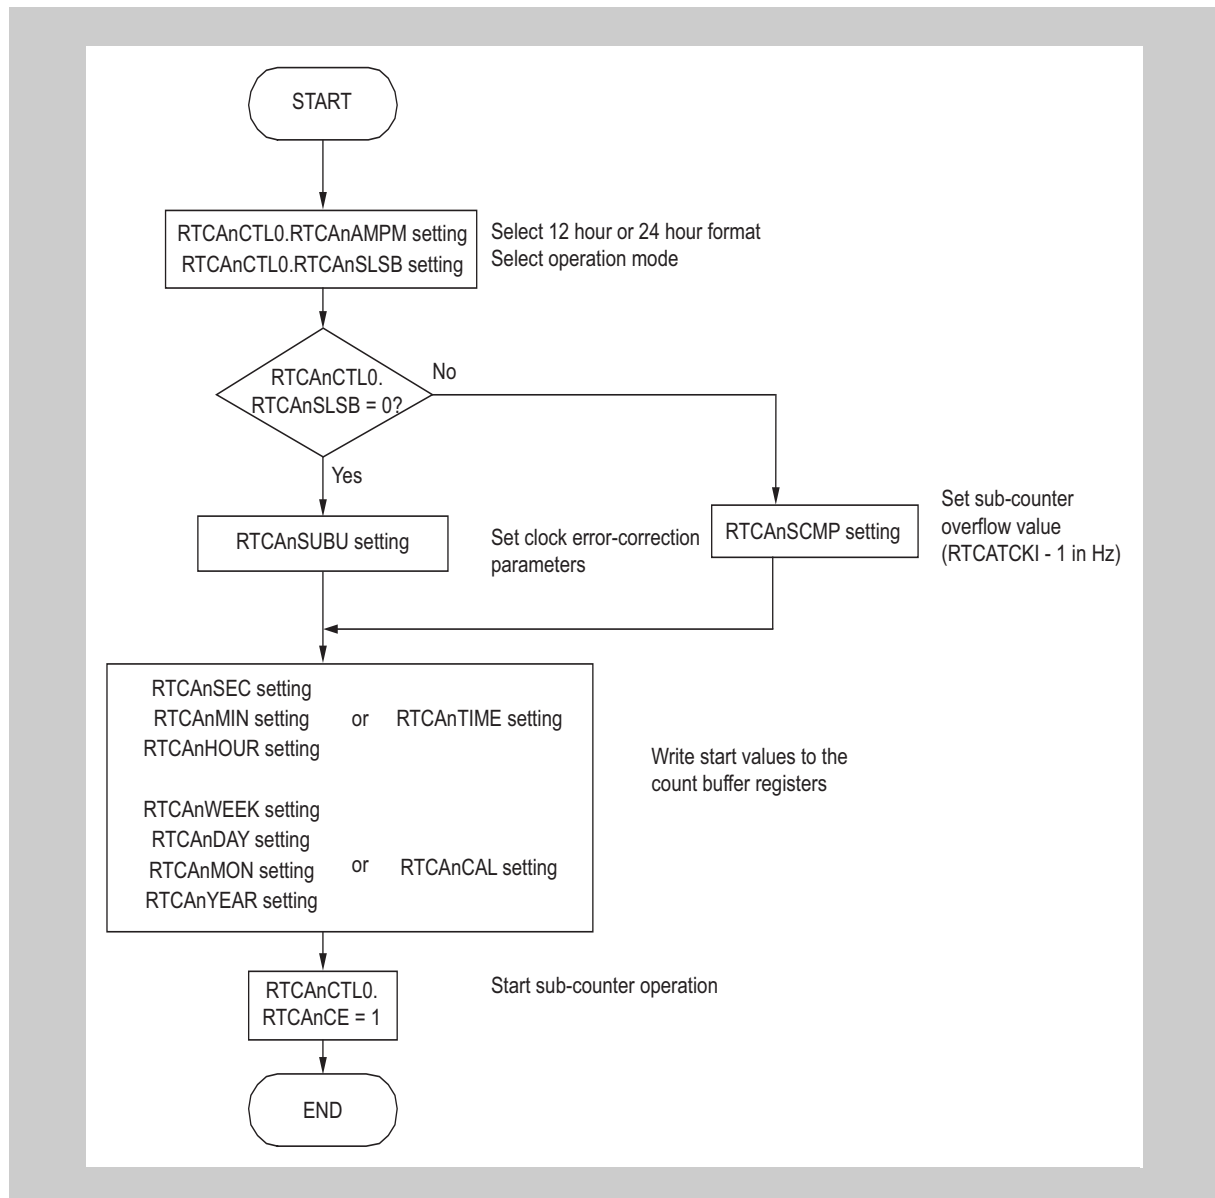 START
RTCAnCTL0.RTCAnAMPM setting
RTCAnCTL0.RTCAnSLSB setting
Select 12 hour or 24 hour format
Select operation mode
RTCAnCTL0.
RTCAnSLSB = 0?
No
Yes
RTCAnSUBU setting
Set clock error-correction
parameters
RTCAnSCMP setting
Set sub-counter
overflow value
(RTCATCKI - 1 in Hz)
RTCAnSEC setting
RTCAnMIN setting or RTCAnTIME setting
RTCAnHOUR setting
RTCAnWEEK setting
RTCAnDAY setting
RTCAnMON setting or RTCAnCAL setting
RTCAnYEAR setting
Write start values to the
count buffer registers
RTCAnCTL0.
RTCAnCE = 1
Start sub-counter operation
END